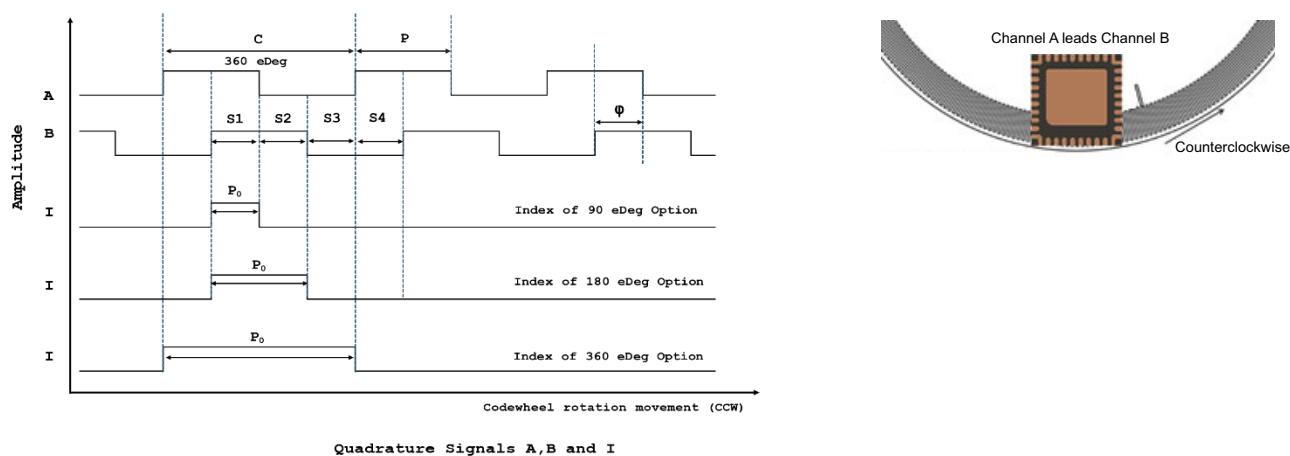 C
P
360 eDeg
A
φ
S1
S2
S3
S4
B
P₀
I
Index of 90 eDeg Option
P₀
I
Index of 180 eDeg Option
P₀
I
Index of 360 eDeg Option
Amplitude
Codewheel rotation movement (CCW)
Quadrature Signals A,B and I
Channel A leads Channel B
Counterclockwise